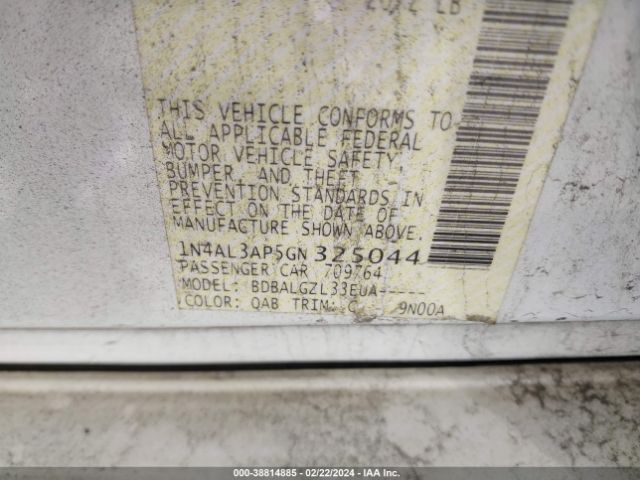 LB
THIS VEHICLE CONFORMS TO
ALL APPLICABLE FEDERAL
MOTOR VEHICLE SAFETY,
BUMPER, AND THEFT
PREVENTION STANDARDS IN
EFFECT ON THE DATE OF
MANUFACTURE SHOWN ABOVE.
1N4AL3AP5GN325044
PASSENGER CAR 709764
MODEL: BDBALGZL33EUA-----
COLOR: QAB TRIM: G 9N00A
000-38814885 | 02/22/2024 | IAA Inc.